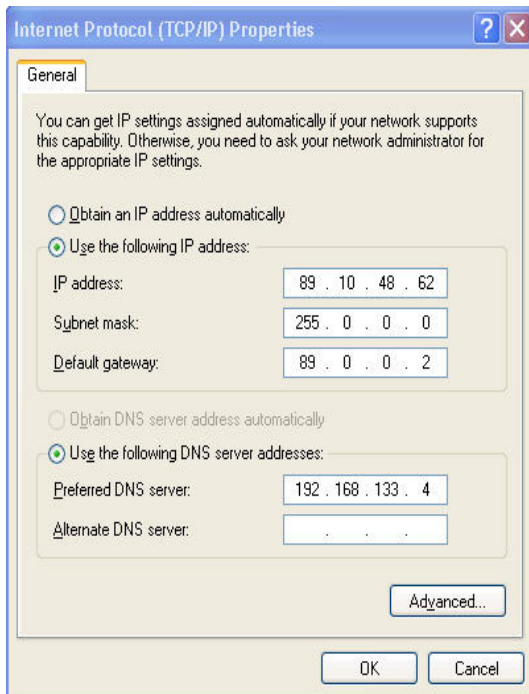 Internet Protocol (TCP/IP) Properties
General
You can get IP settings assigned automatically if your network supports
this capability. Otherwise, you need to ask your network administrator for
the appropriate IP settings.
Obtain an IP address automatically
Use the following IP address:
IP address: 89 . 10 . 48 . 62
Subnet mask: 255 . 0 . 0 . 0
Default gateway: 89 . 0 . 0 . 2
Obtain DNS server address automatically
Use the following DNS server addresses:
Preferred DNS server: 192 . 168 . 133 . 4
Alternate DNS server: . . .
Advanced...
OK Cancel